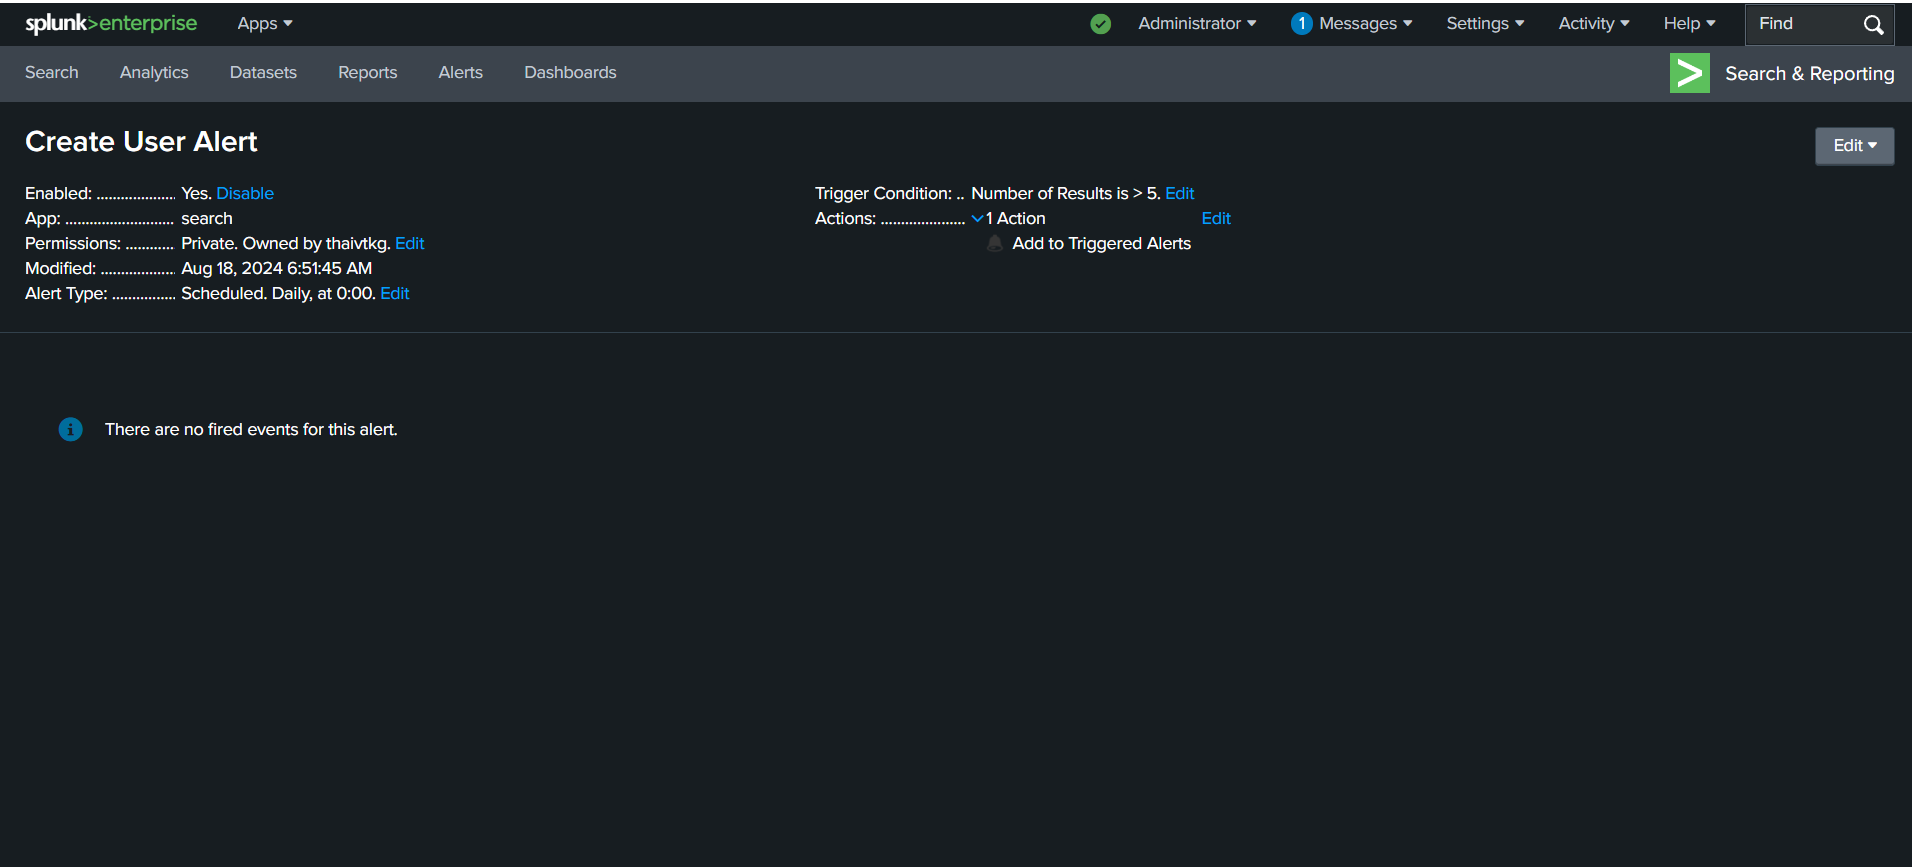 splunk>enterprise Apps Administrator 1 Messages Settings Activity Help Find
Search Analytics Datasets Reports Alerts Dashboards > Search & Reporting
Create User Alert
Edit
Enabled: ................... Yes. Disable
App: ........................... search
Permissions: ............ Private. Owned by thaivtkg. Edit
Modified: .................. Aug 18, 2024 6:51:45 AM
Alert Type: ................ Scheduled. Daily, at 0:00. Edit
Trigger Condition: .. Number of Results is > 5. Edit
Actions: ..................... 1 Action Edit
Add to Triggered Alerts
There are no fired events for this alert.